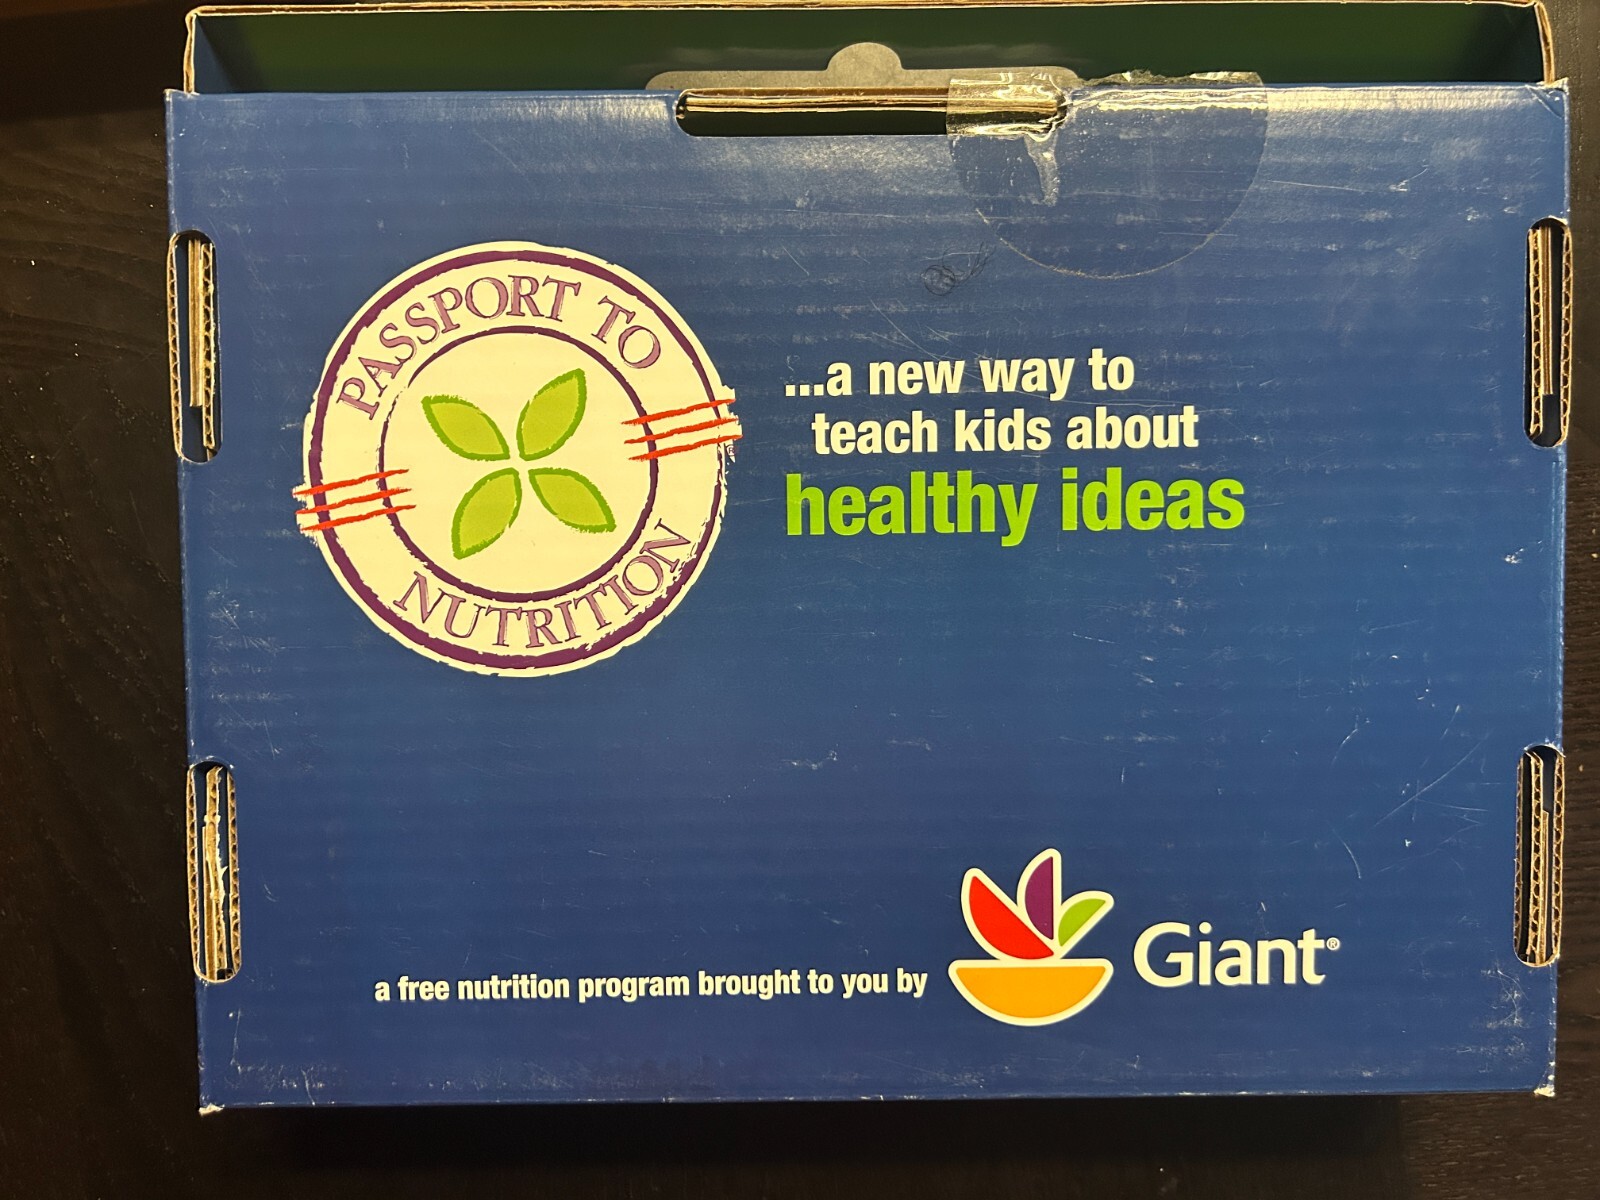 PASSPORT TO
NUTRITION
®
...a new way to
teach kids about
healthy ideas
a free nutrition program brought to you by
Giant®